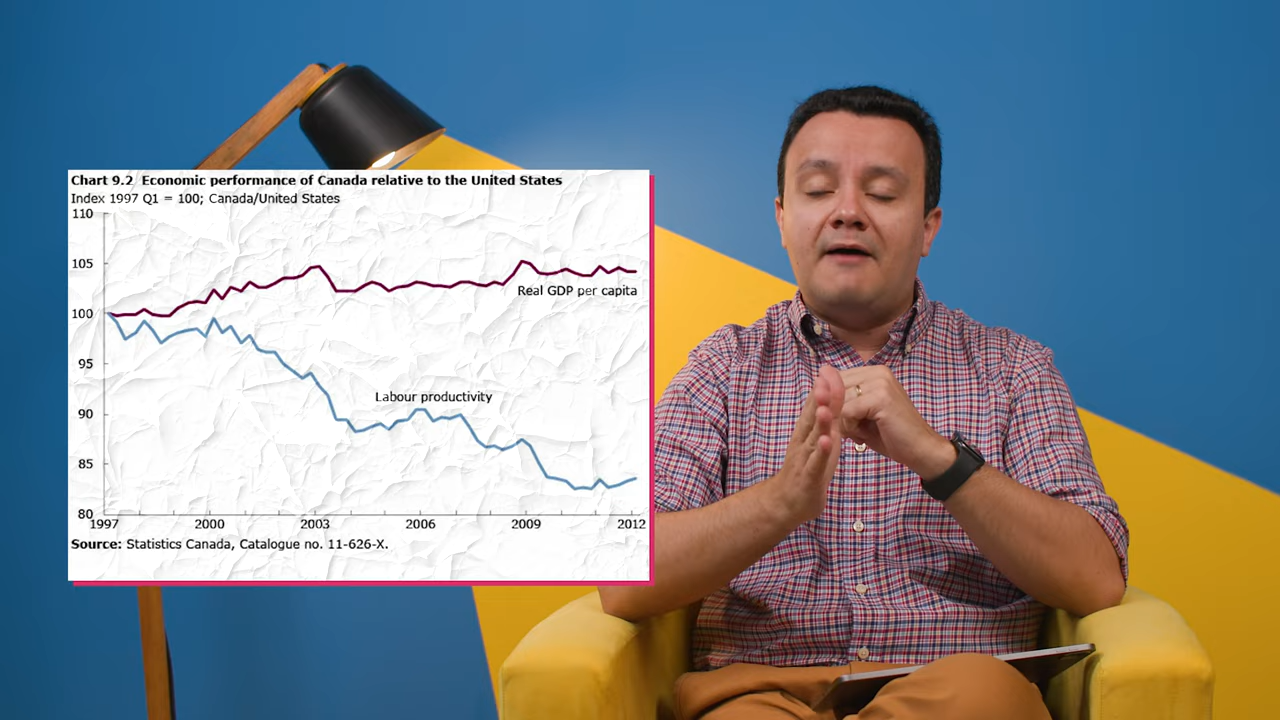 Chart 9.2 Economic performance of Canada relative to the United States
Index 1997 Q1 = 100; Canada/United States
110
105
Real GDP per capita
100
95
Labour productivity
90
85
80
1997 2000 2003 2006 2009 2012
Source: Statistics Canada, Catalogue no. 11-626-X.